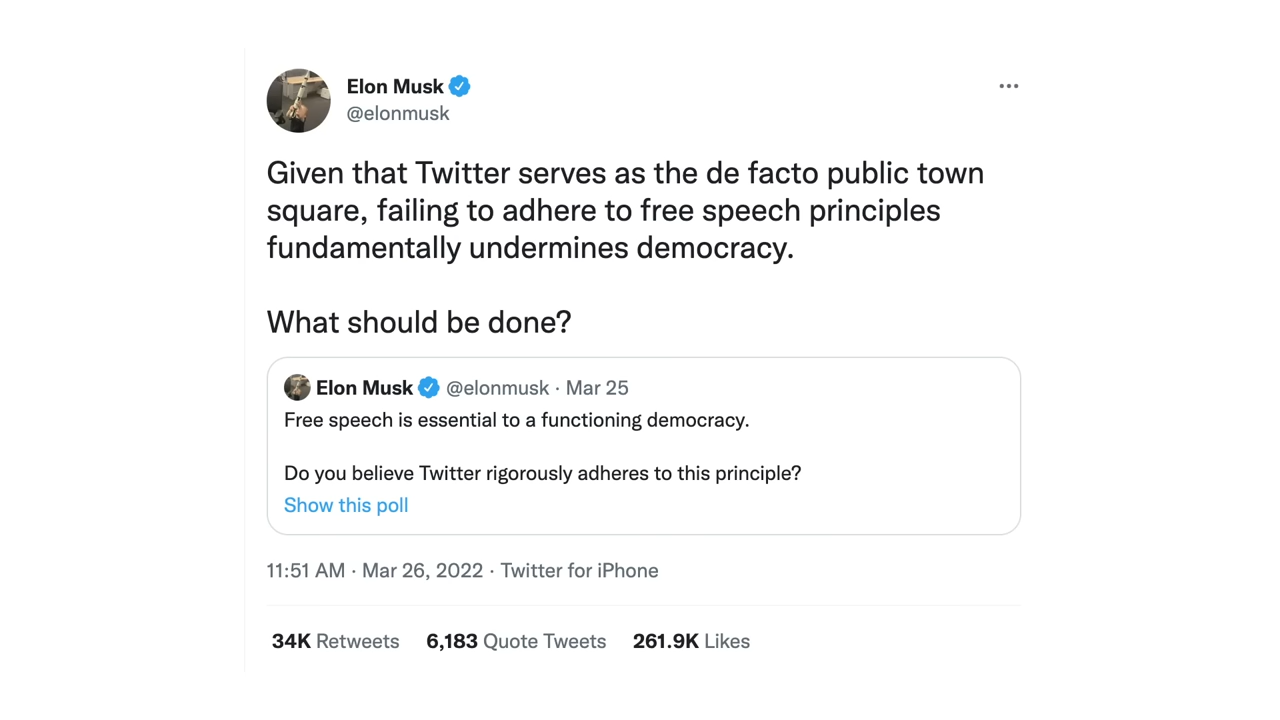 Elon Musk
@elonmusk
Given that Twitter serves as the de facto public town
square, failing to adhere to free speech principles
fundamentally undermines democracy.
What should be done?
Elon Musk @elonmusk · Mar 25
Free speech is essential to a functioning democracy.
Do you believe Twitter rigorously adheres to this principle?
Show this poll
11:51 AM · Mar 26, 2022 · Twitter for iPhone
34K Retweets 6,183 Quote Tweets 261.9K Likes